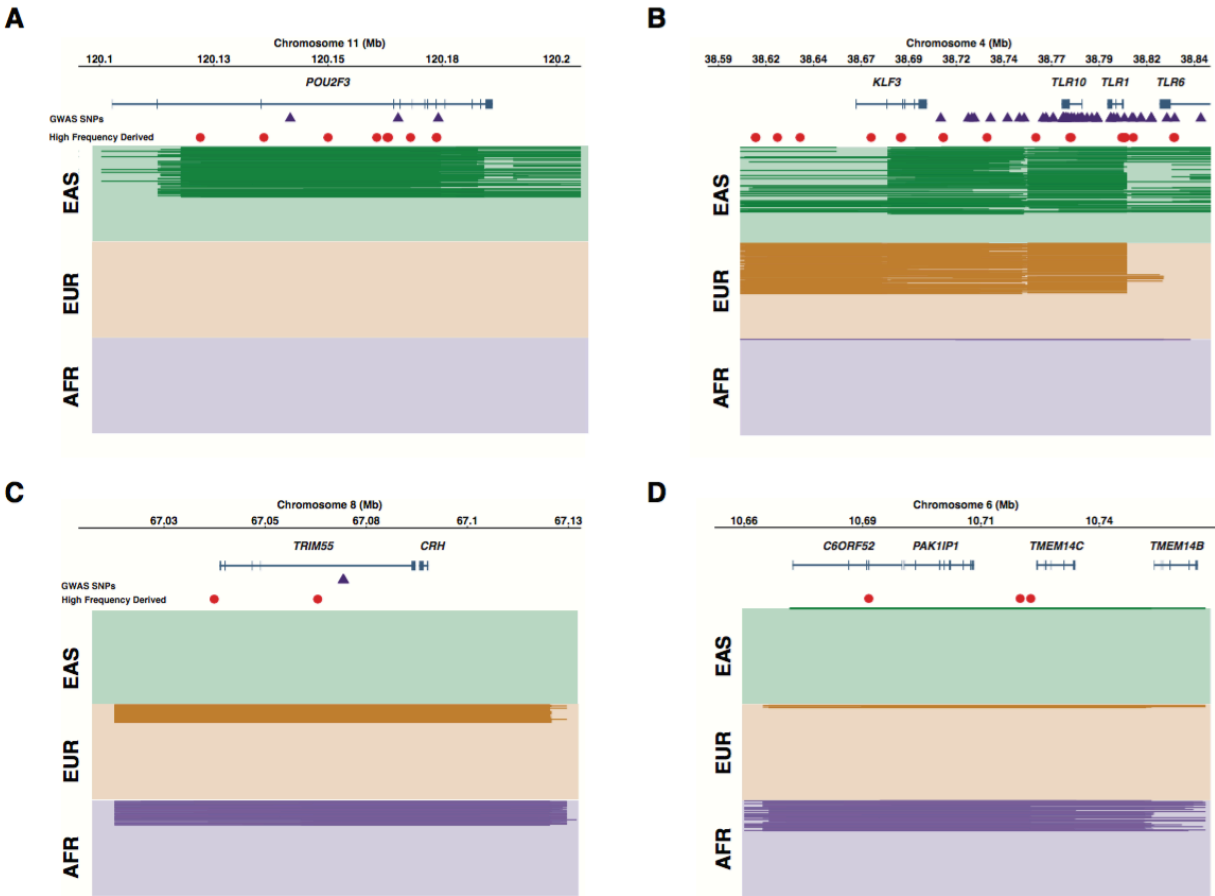 A
Chromosome 11 (Mb)
120.1 120.13 120.15 120.18 120.2
POU2F3
GWAS SNPs
High Frequency Derived
EAS
EUR
AFR
B
Chromosome 4 (Mb)
38.59 38.62 38.64 38.67 38.69 38.72 38.74 38.77 38.79 38.82 38.84
KLF3 TLR10 TLR1 TLR6
EAS
EUR
AFR
C
Chromosome 8 (Mb)
67.03 67.05 67.08 67.1 67.13
TRIM55 CRH
GWAS SNPs
High Frequency Derived
EAS
EUR
AFR
D
Chromosome 6 (Mb)
10.66 10.69 10.71 10.74
C6ORF52 PAK1IP1 TMEM14C TMEM14B
EAS
EUR
AFR